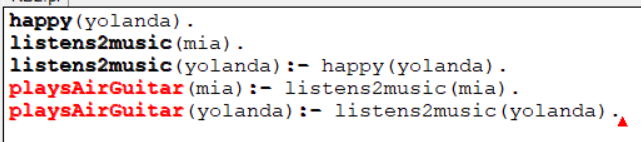 happy(yolanda).
listens2music(mia).
listens2music(yolanda):- happy(yolanda).
playsAirGuitar(mia):- listens2music(mia).
playsAirGuitar(yolanda):- listens2music(yolanda).